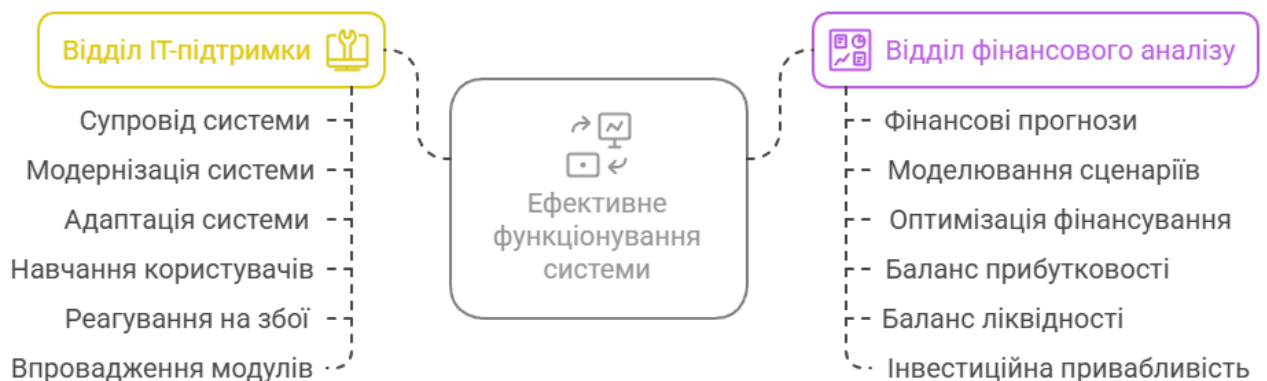 Відділ ІТ-підтримки
Супровід системи
Модернізація системи
Адаптація системи
Навчання користувачів
Реагування на збої
Впровадження модулів
Ефективне
функціонування
системи
Відділ фінансового аналізу
Фінансові прогнози
Моделювання сценаріїв
Оптимізація фінансування
Баланс прибутковості
Баланс ліквідності
Інвестиційна привабливість